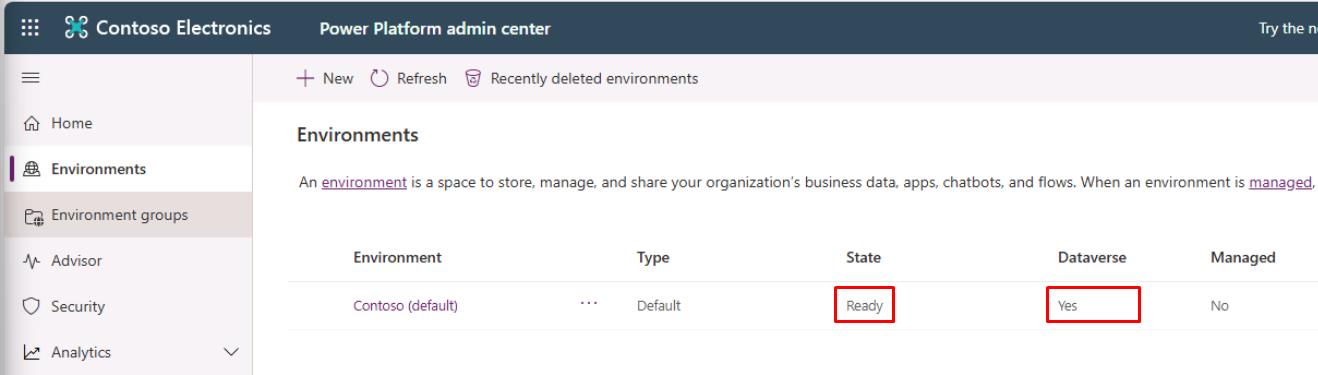 Contoso Electronics Power Platform admin center Try the n
New Refresh Recently deleted environments
Home
Environments
Environment groups
Advisor
Security
Analytics
Environments
An environment is a space to store, manage, and share your organization's business data, apps, chatbots, and flows. When an environment is managed,
Environment Type State Dataverse Managed
Contoso (default) ... Default Ready Yes No